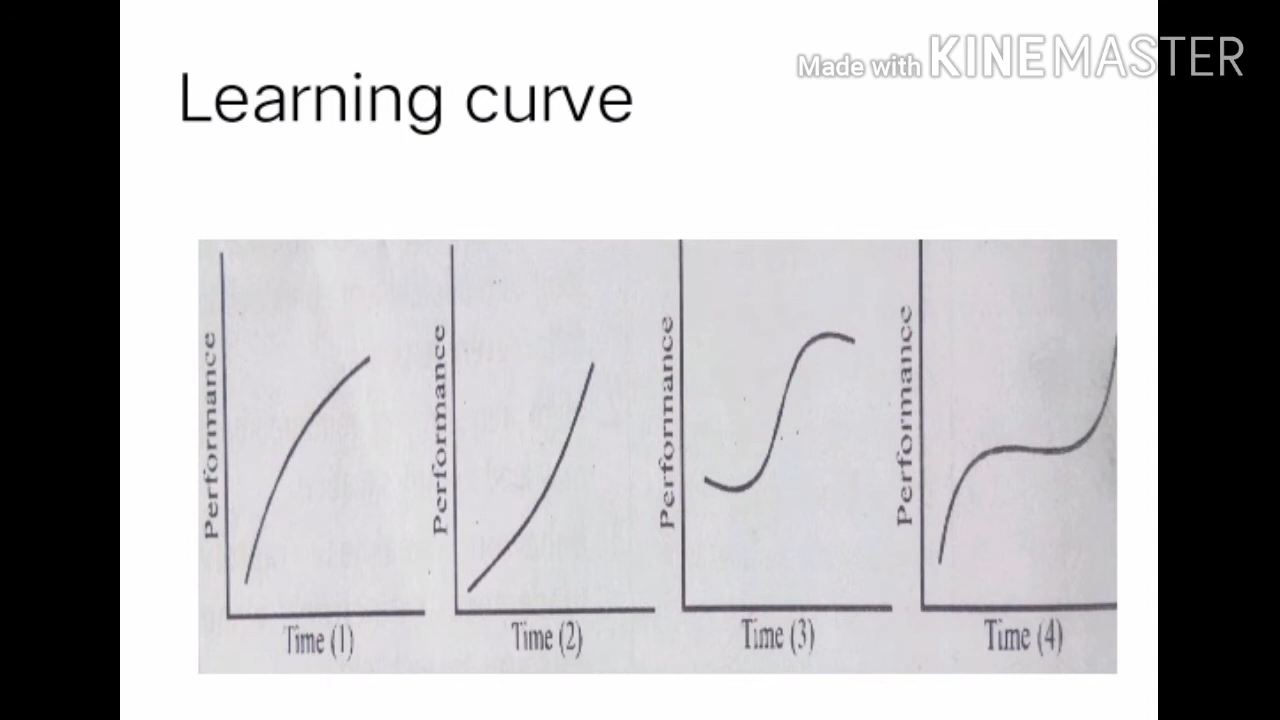 Made with KINEMASTER
Learning curve
Performance
Performance
Performance
Performance
Time (1)
Time (2)
Time (3)
Time (4)